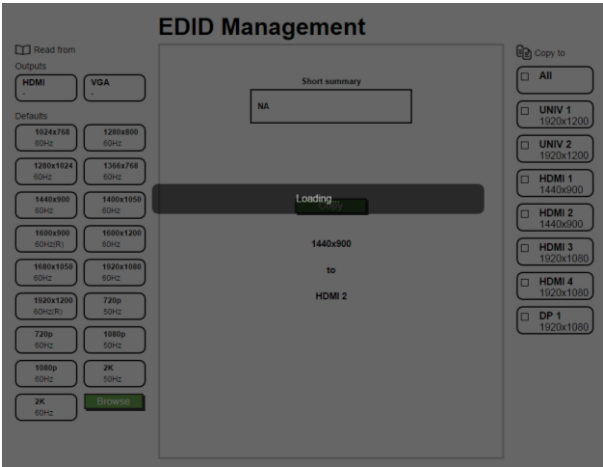 EDID Management
Read from
Outputs
HDMI
-
VGA
-
Defaults
1024x768
60Hz
1280x800
60Hz
1280x1024
60Hz
1366x768
60Hz
1440x900
60Hz
1400x1050
60Hz
1600x900
60Hz(R)
1600x1200
60Hz
1680x1050
60Hz
1920x1080
60Hz
1920x1200
60Hz(R)
720p
50Hz
720p
60Hz
1080p
50Hz
1080p
60Hz
2K
50Hz
2K
60Hz
Browse
Short summary
NA
Loading...
Copy
1440x900
to
HDMI 2
Copy to
All
UNIV 1
1920x1200
UNIV 2
1920x1200
HDMI 1
1440x900
HDMI 2
1440x900
HDMI 3
1920x1080
HDMI 4
1920x1080
DP 1
1920x1080